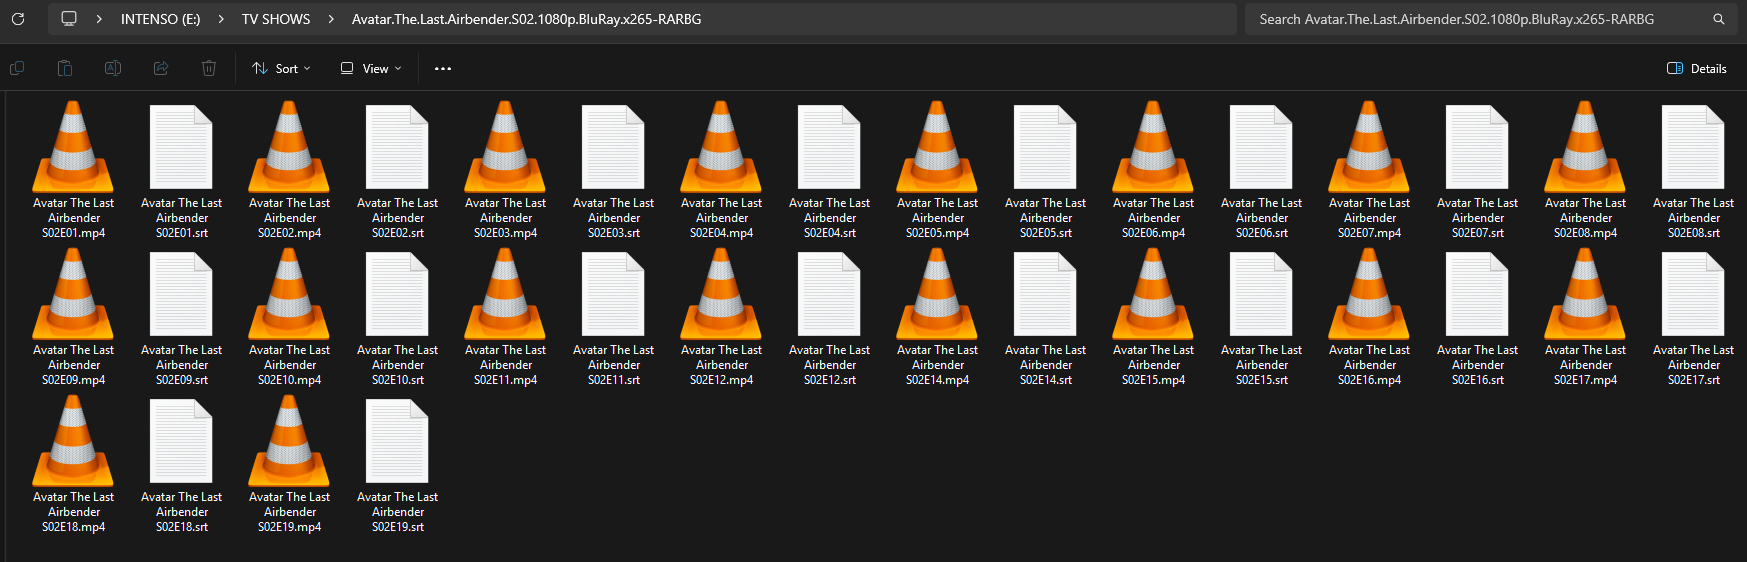 INTENSO (E:) > TV SHOWS > Avatar.The.Last.Airbender.S02.1080p.BluRay.x265-RARBG
Search Avatar.The.Last.Airbender.S02.1080p.BluRay.x265-RARBG
Sort
View
Details
Avatar The Last
Airbender
S02E01.mp4
Avatar The Last
Airbender
S02E01.srt
Avatar The Last
Airbender
S02E02.mp4
Avatar The Last
Airbender
S02E02.srt
Avatar The Last
Airbender
S02E03.mp4
Avatar The Last
Airbender
S02E03.srt
Avatar The Last
Airbender
S02E04.mp4
Avatar The Last
Airbender
S02E04.srt
Avatar The Last
Airbender
S02E05.mp4
Avatar The Last
Airbender
S02E05.srt
Avatar The Last
Airbender
S02E06.mp4
Avatar The Last
Airbender
S02E06.srt
Avatar The Last
Airbender
S02E07.mp4
Avatar The Last
Airbender
S02E07.srt
Avatar The Last
Airbender
S02E08.mp4
Avatar The Last
Airbender
S02E08.srt
Avatar The Last
Airbender
S02E09.mp4
Avatar The Last
Airbender
S02E09.srt
Avatar The Last
Airbender
S02E10.mp4
Avatar The Last
Airbender
S02E10.srt
Avatar The Last
Airbender
S02E11.mp4
Avatar The Last
Airbender
S02E11.srt
Avatar The Last
Airbender
S02E12.mp4
Avatar The Last
Airbender
S02E12.srt
Avatar The Last
Airbender
S02E14.mp4
Avatar The Last
Airbender
S02E14.srt
Avatar The Last
Airbender
S02E15.mp4
Avatar The Last
Airbender
S02E15.srt
Avatar The Last
Airbender
S02E16.mp4
Avatar The Last
Airbender
S02E16.srt
Avatar The Last
Airbender
S02E17.mp4
Avatar The Last
Airbender
S02E17.srt
Avatar The Last
Airbender
S02E18.mp4
Avatar The Last
Airbender
S02E18.srt
Avatar The Last
Airbender
S02E19.mp4
Avatar The Last
Airbender
S02E19.srt